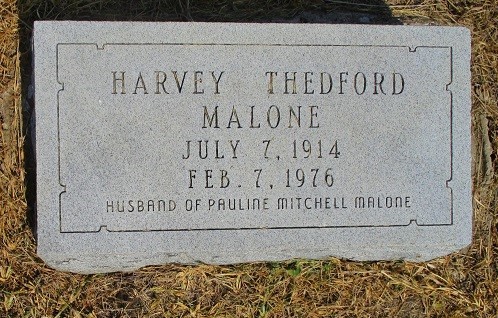 HARVEY THEDFORD
MALONE
JULY 7, 1914
FEB. 7, 1976
HUSBAND OF PAULINE MITCHELL MALONE